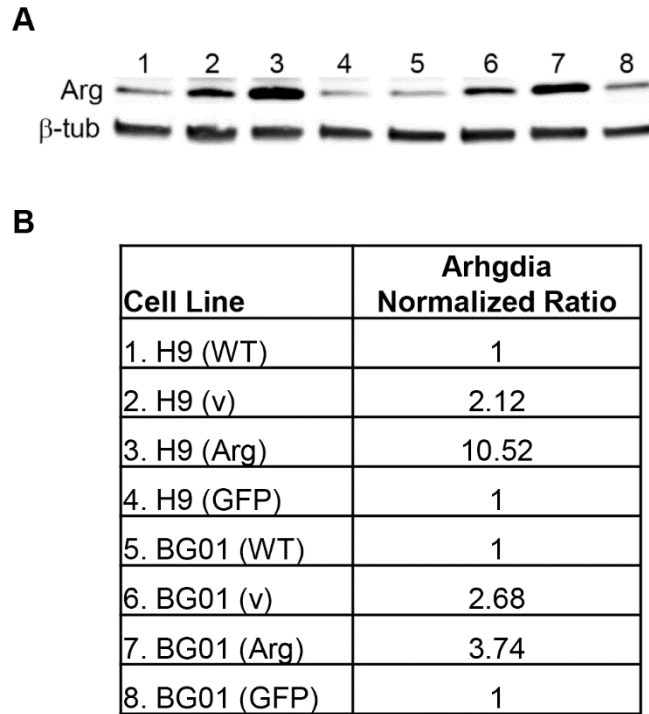 A
1 2 3 4 5 6 7 8
Arg
β-tub
B
Cell Line Arhgdia Normalized Ratio
1. H9 (WT) 1
2. H9 (v) 2.12
3. H9 (Arg) 10.52
4. H9 (GFP) 1
5. BG01 (WT) 1
6. BG01 (v) 2.68
7. BG01 (Arg) 3.74
8. BG01 (GFP) 1